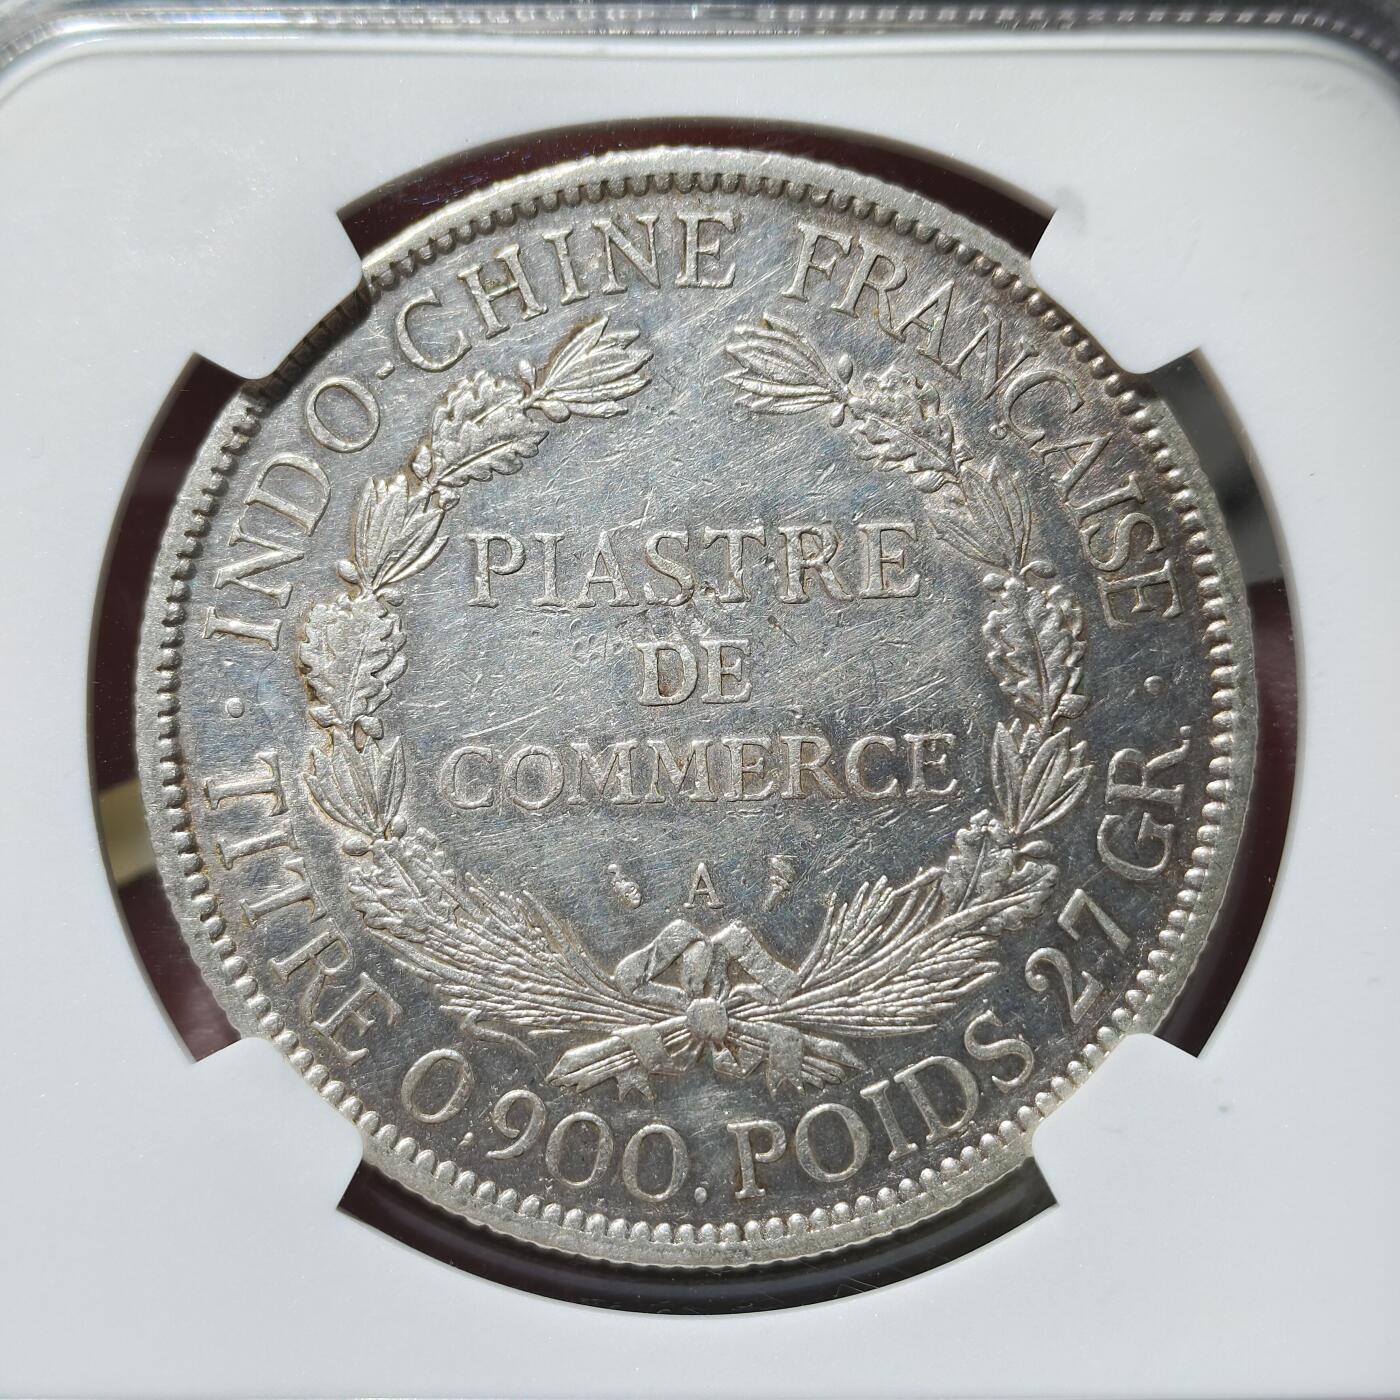 INDO-CHINE FRANÇAISE
PIASTRE
DE
COMMERCE
A
TITRE 0,900. POIDS 27 GR.